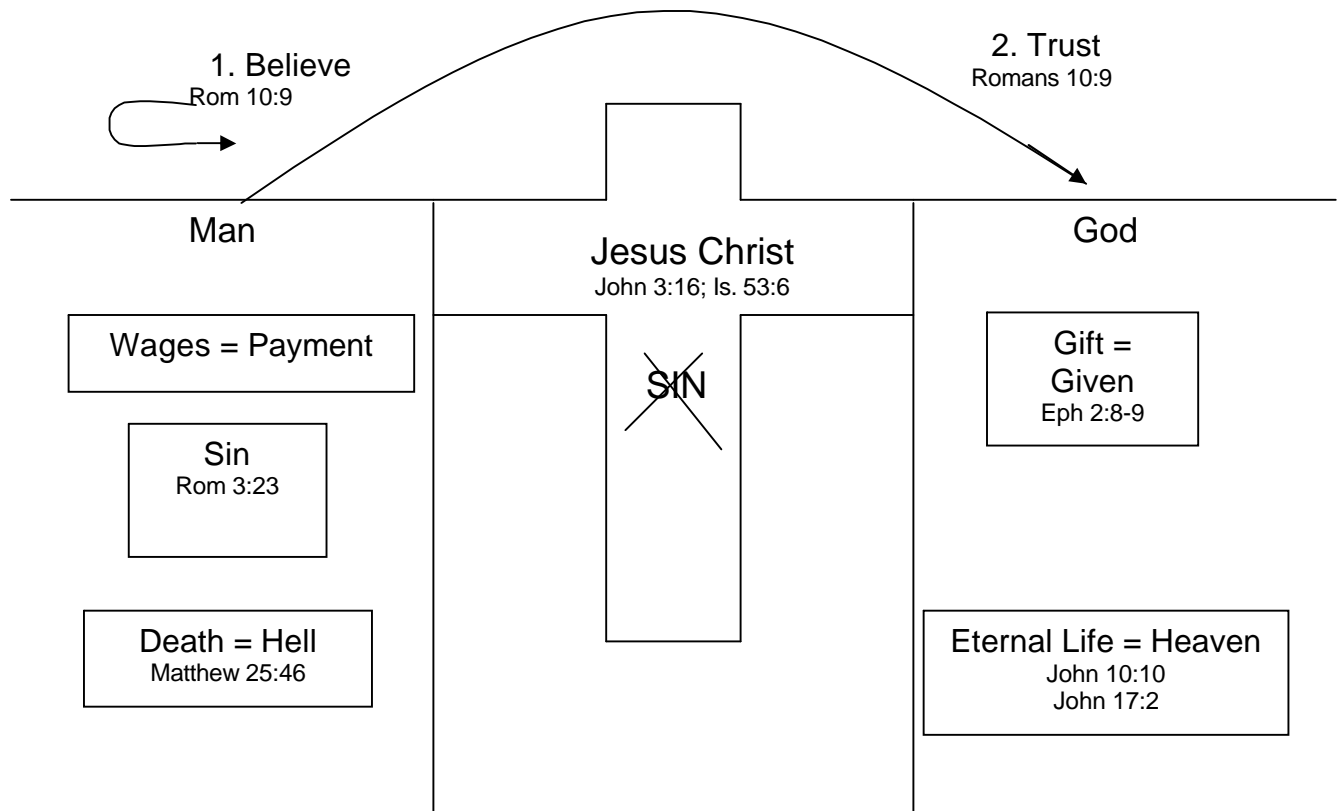 1. Believe
Rom 10:9
2. Trust
Romans 10:9
Man
Jesus Christ
John 3:16; Is. 53:6
God
Wages = Payment
Sin
Rom 3:23
Death = Hell
Matthew 25:46
SIN
Gift =
Given
Eph 2:8-9
Eternal Life = Heaven
John 10:10
John 17:2